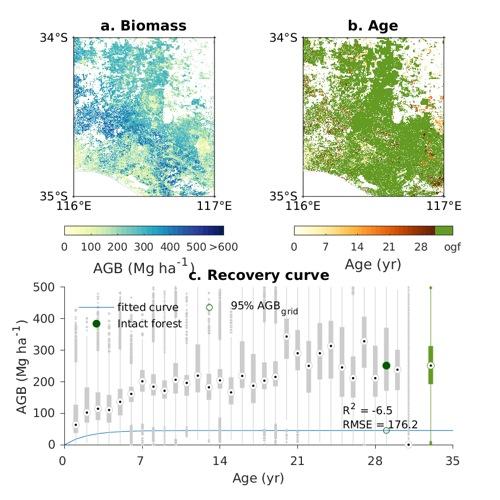 a. Biomass
b. Age
34°S
34°S
35°S
35°S
116°E
117°E
116°E
117°E
0 100 200 300 400 500 >600
0 7 14 21 28 ogf
AGB (Mg ha-1)
Age (yr)
c. Recovery curve
500
400
300
200
100
0
AGB (Mg ha-1)
fitted curve
95% AGBgrid
Intact forest
R2 = -6.5
RMSE = 176.2
0 7 14 21 28 35
Age (yr)